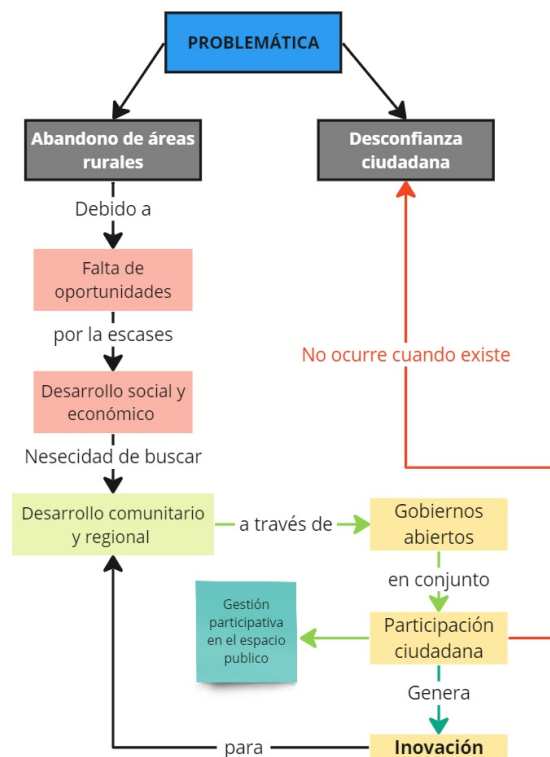 PROBLEMÁTICA
Abandono de áreas
rurales
Desconfianza
ciudadana
Debido a
Falta de
oportunidades
por la escases
No ocurre cuando existe
Desarrollo social y
económico
Nesecidad de buscar
Desarrollo comunitario
y regional
a través de
Gobiernos
abiertos
en conjunto
Gestión
participativa
en el espacio
publico
Participación
ciudadana
Genera
para
Inovación